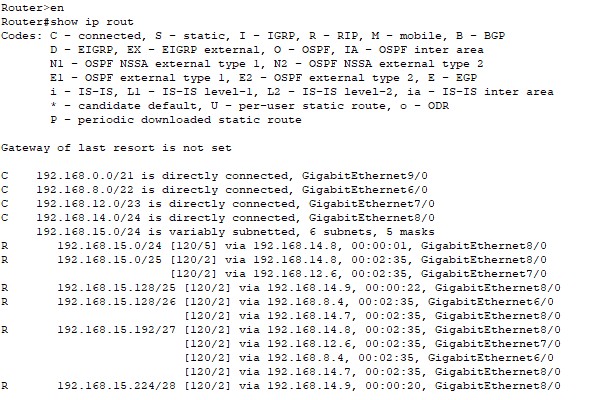 Router>en
Router#show ip rout
Codes: C - connected, S - static, I - IGRP, R - RIP, M - mobile, B - BGP
       D - EIGRP, EX - EIGRP external, O - OSPF, IA - OSPF inter area
       N1 - OSPF NSSA external type 1, N2 - OSPF NSSA external type 2
       E1 - OSPF external type 1, E2 - OSPF external type 2, E - EGP
       i - IS-IS, L1 - IS-IS level-1, L2 - IS-IS level-2, ia - IS-IS inter area
       * - candidate default, U - per-user static route, o - ODR
       P - periodic downloaded static route
Gateway of last resort is not set
C    192.168.0.0/21 is directly connected, GigabitEthernet9/0
C    192.168.8.0/22 is directly connected, GigabitEthernet6/0
C    192.168.12.0/23 is directly connected, GigabitEthernet7/0
C    192.168.14.0/24 is directly connected, GigabitEthernet8/0
     192.168.15.0/24 is variably subnetted, 6 subnets, 5 masks
R       192.168.15.0/24 [120/5] via 192.168.14.8, 00:00:01, GigabitEthernet8/0
R       192.168.15.0/25 [120/2] via 192.168.14.8, 00:02:35, GigabitEthernet8/0
                        [120/2] via 192.168.12.6, 00:02:35, GigabitEthernet7/0
R       192.168.15.128/25 [120/2] via 192.168.14.9, 00:00:22, GigabitEthernet8/0
R       192.168.15.128/26 [120/2] via 192.168.8.4, 00:02:35, GigabitEthernet6/0
                          [120/2] via 192.168.14.7, 00:02:35, GigabitEthernet8/0
R       192.168.15.192/27 [120/2] via 192.168.14.8, 00:02:35, GigabitEthernet8/0
                          [120/2] via 192.168.12.6, 00:02:35, GigabitEthernet7/0
                          [120/2] via 192.168.8.4, 00:02:35, GigabitEthernet6/0
                          [120/2] via 192.168.14.7, 00:02:35, GigabitEthernet8/0
R       192.168.15.224/28 [120/2] via 192.168.14.9, 00:00:20, GigabitEthernet8/0